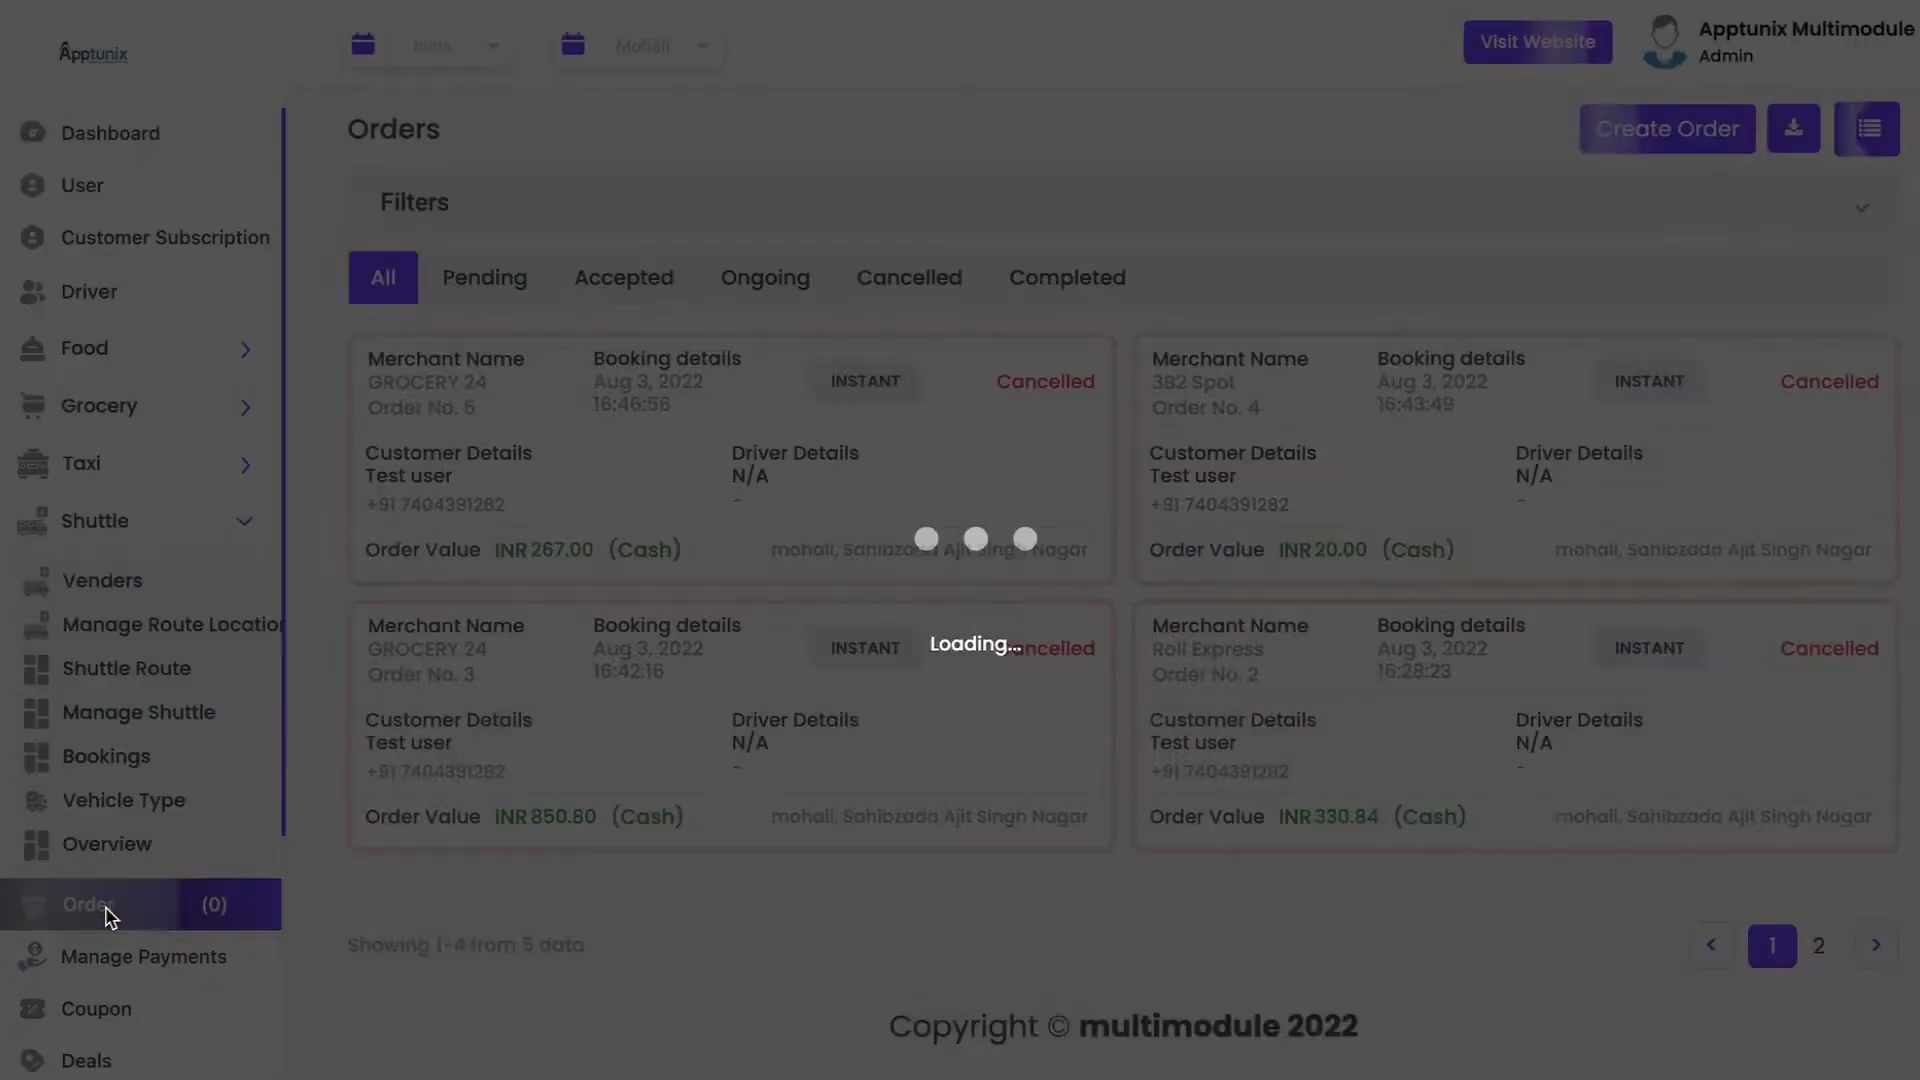 Apptunix
India
Mohali
Visit Website
Apptunix Multimodule
Admin
Dashboard
User
Customer Subscription
Driver
Food
Grocery
Taxi
Shuttle
Venders
Manage Route Location
Shuttle Route
Manage Shuttle
Bookings
Vehicle Type
Overview
Order (0)
Manage Payments
Coupon
Deals
Orders
Create Order
Filters
All Pending Accepted Ongoing Cancelled Completed
Merchant Name
GROCERY 24
Order No. 5
Booking details
Aug 3, 2022
16:46:56
INSTANT
Cancelled
Customer Details
Test user
+91 7404391282
Driver Details
N/A
-
Order Value INR 267.00 (Cash)
mohali, Sahibzada Ajit Singh Nagar
Merchant Name
382 Spot
Order No. 4
Booking details
Aug 3, 2022
16:43:49
INSTANT
Cancelled
Customer Details
Test user
+91 7404391282
Driver Details
N/A
-
Order Value INR 20.00 (Cash)
mohali, Sahibzada Ajit Singh Nagar
Merchant Name
GROCERY 24
Order No. 3
Booking details
Aug 3, 2022
16:42:16
INSTANT
Cancelled
Customer Details
Test user
+91 7404391282
Driver Details
N/A
-
Order Value INR 850.80 (Cash)
mohali, Sahibzada Ajit Singh Nagar
Merchant Name
Roll Express
Order No. 2
Booking details
Aug 3, 2022
16:28:23
INSTANT
Cancelled
Customer Details
Test user
+91 7404391282
Driver Details
N/A
-
Order Value INR 330.84 (Cash)
mohali, Sahibzada Ajit Singh Nagar
Loading...
Showing 1-4 from 5 data
< 1 2 >
Copyright © multimodule 2022